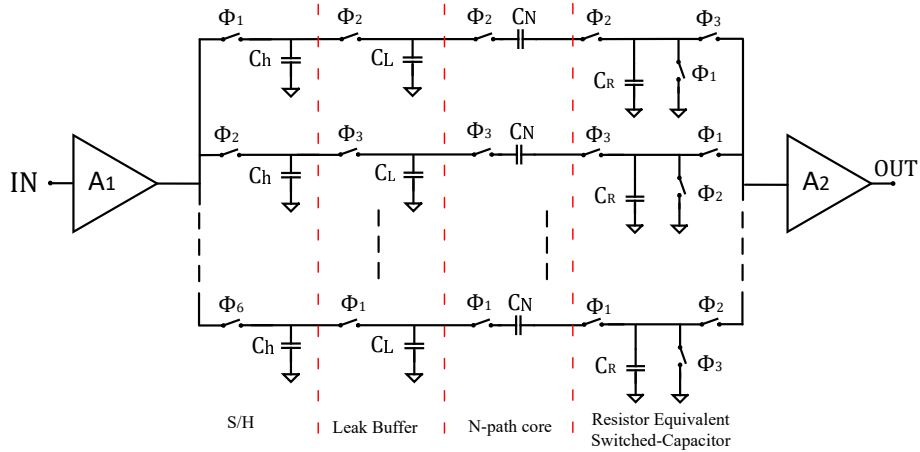 Φ1 Φ2 Φ2 CN Φ2 Φ3
Ch CL CR Φ1
Φ2 Φ3 Φ3 CN Φ3 Φ1
IN A1 Ch CL CR Φ2 A2 OUT
Φ6 Φ1 Φ1 CN Φ1 Φ2
Ch CL CR Φ3
S/H Leak Buffer N-path core Resistor Equivalent
Switched-Capacitor